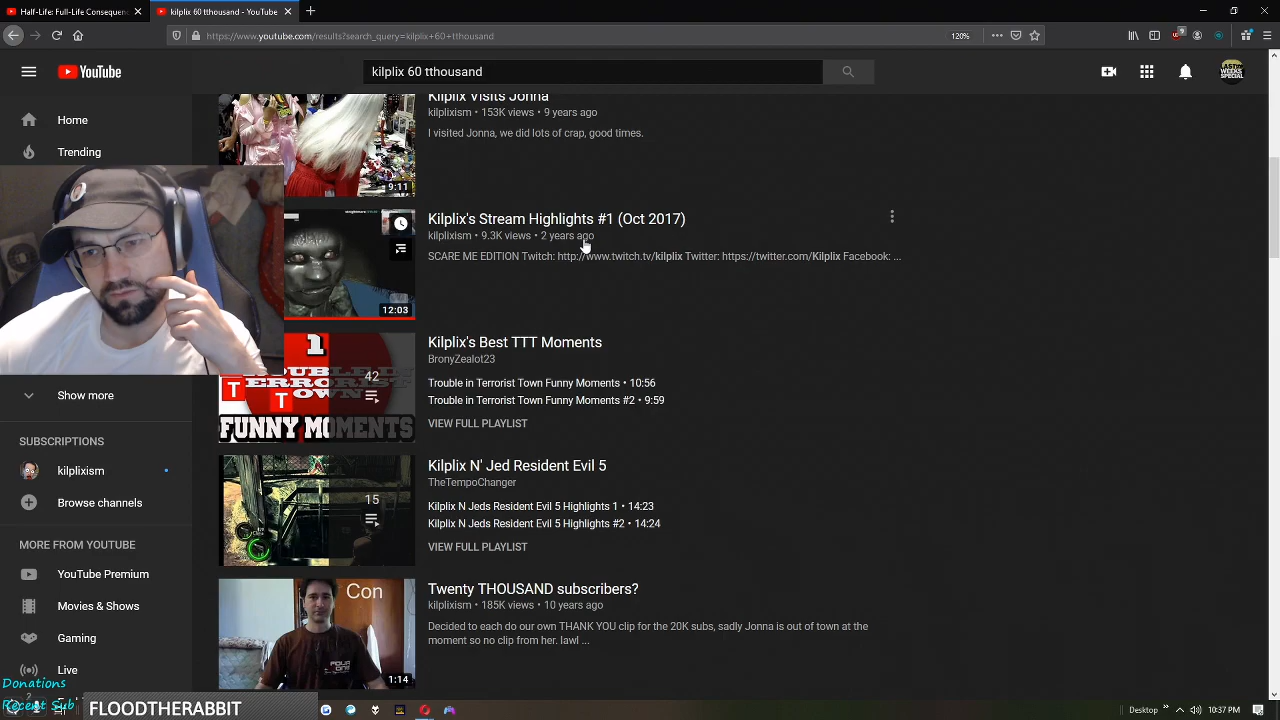 Half-Life: Full-Life Consequenc
kilplix 60 tthousand - YouTube
https://www.youtube.com/results?search_query=kilplix+60+tthousand
120%
9
YouTube
kilplix 60 tthousand
Home
Trending
Show more
SUBSCRIPTIONS
kilplixism
Browse channels
MORE FROM YOUTUBE
YouTube Premium
Movies & Shows
Gaming
Live
Kilplix Visits Jonna
kilplixism • 153K views • 9 years ago
I visited Jonna, we did lots of crap, good times.
9:11
Kilplix's Stream Highlights #1 (Oct 2017)
kilplixism • 9.3K views • 2 years ago
SCARE ME EDITION Twitch: http://www.twitch.tv/kilplix Twitter: https://twitter.com/Kilplix Facebook: ...
12:03
Kilplix's Best TTT Moments
BronyZealot23
Trouble in Terrorist Town Funny Moments • 10:56
Trouble in Terrorist Town Funny Moments #2 • 9:59
VIEW FULL PLAYLIST
1
42
TROUBLE IN
TERRORIST
TOWN
T
T
FUNNY MOMENTS
Kilplix N' Jed Resident Evil 5
TheTempoChanger
Kilplix N Jeds Resident Evil 5 Highlights 1 • 14:23
Kilplix N Jeds Resident Evil 5 Highlights #2 • 14:24
VIEW FULL PLAYLIST
15
Twenty THOUSAND subscribers?
kilplixism • 185K views • 10 years ago
Decided to each do our own THANK YOU clip for the 20K subs, sadly Jonna is out of town at the
moment so no clip from her. lawl ...
Con
1:14
Donations
Recent Sub
FLOODTHERABBIT
Desktop
10:37 PM